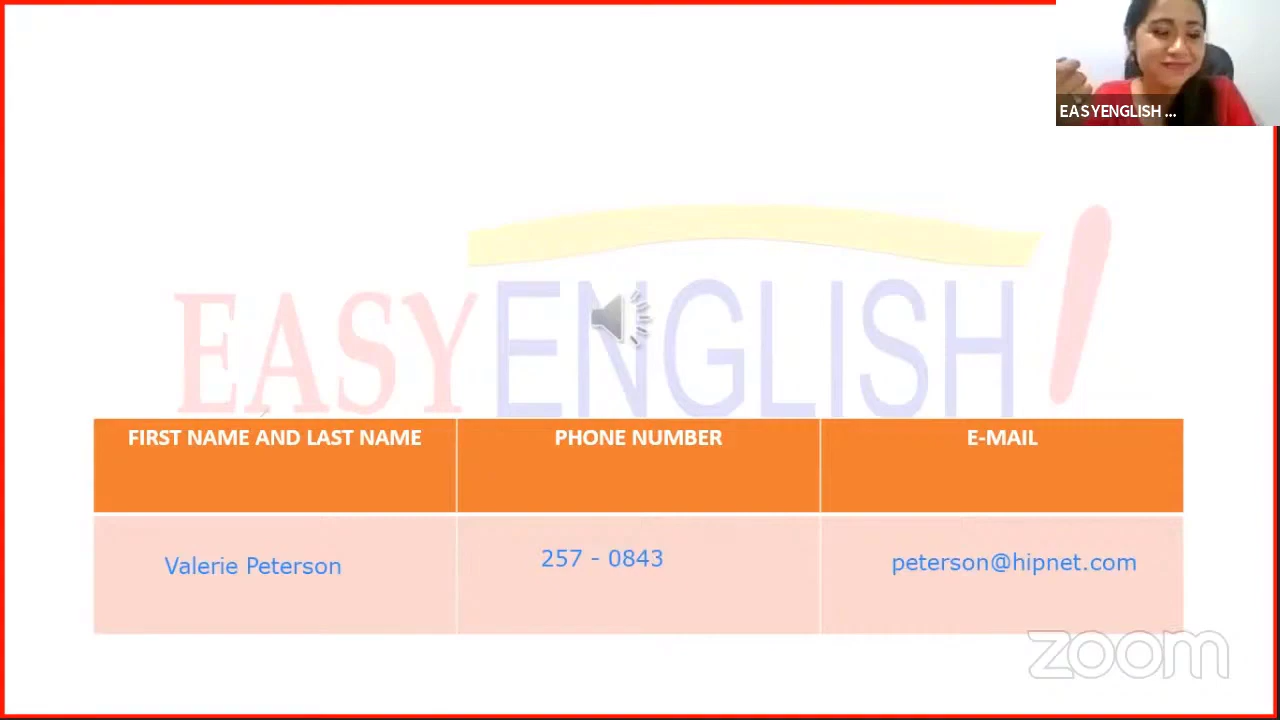 EASYENGLISH ...
EASYENGLISH!
FIRST NAME AND LAST NAME
PHONE NUMBER
E-MAIL
Valerie Peterson
257 - 0843
peterson@hipnet.com
zoom